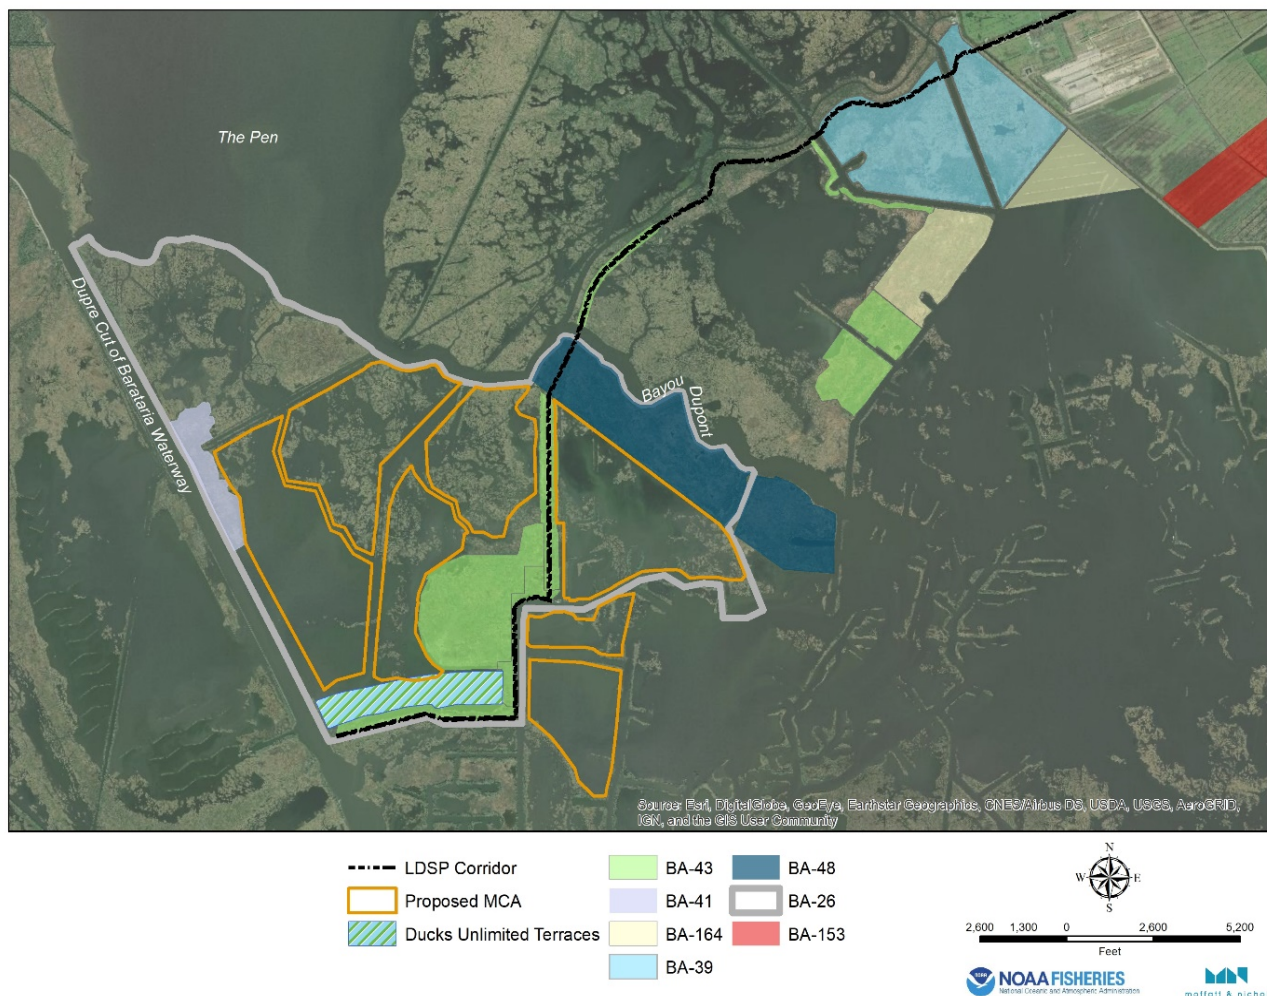 The Pen
Dupre Cut of Barataria Waterway
Bayou Dupont
Source: Esri, DigitalGlobe, GeoEye, Earthstar Geographics, CNES/Airbus DS, USDA, USGS, AeroGRID,
IGN, and the GIS User Community
LDSP Corridor
Proposed MCA
Ducks Unlimited Terraces
BA-43
BA-41
BA-164
BA-39
BA-48
BA-26
BA-153
N
W E
S
2,600 1,300 0 2,600 5,200
Feet
NOAA FISHERIES
National Oceanic and Atmospheric Administration